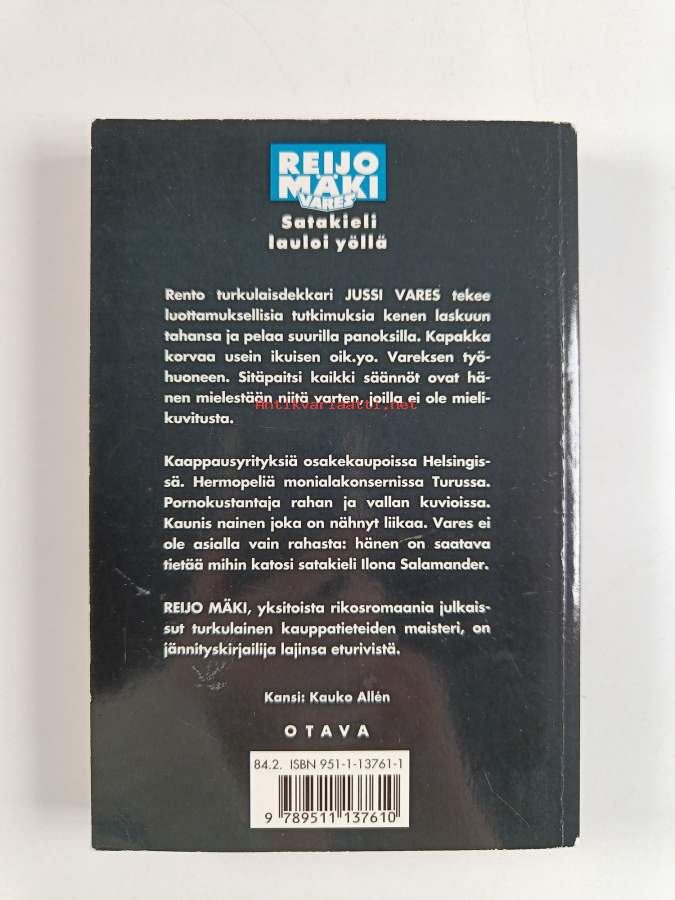 REIJO
MÄKI
VARES
Satakieli
lauloi yöllä
Rento turkulaisdekkari JUSSI VARES tekee
luottamuksellisia tutkimuksia kenen laskuun
tahansa ja pelaa suurilla panoksilla. Kapakka
korvaa usein ikuisen oik.yo. Vareksen työ-
huoneen. Sitäpaitsi kaikki säännöt ovat hä-
nen mielestään niitä varten, joilla ei ole mieli-
Antikvariaatti.net
kuvitusta.
Kaappausyrityksiä osakekaupoissa Helsingis-
sä. Hermopeliä monialakonsernissa Turussa.
Pornokustantaja rahan ja vallan kuvioissa.
Kaunis nainen joka on nähnyt liikaa. Vares ei
ole asialla vain rahasta: hänen on saatava
tietää mihin katosi satakieli Ilona Salamander.
REIJO MÄKI, yksitoista rikosromaania julkais-
sut turkulainen kauppatieteiden maisteri, on
jännityskirjailija lajinsa eturivistä.
Kansi: Kauko Allén
OTAVA
84.2. ISBN 951-1-13761-1
9 789511 137610